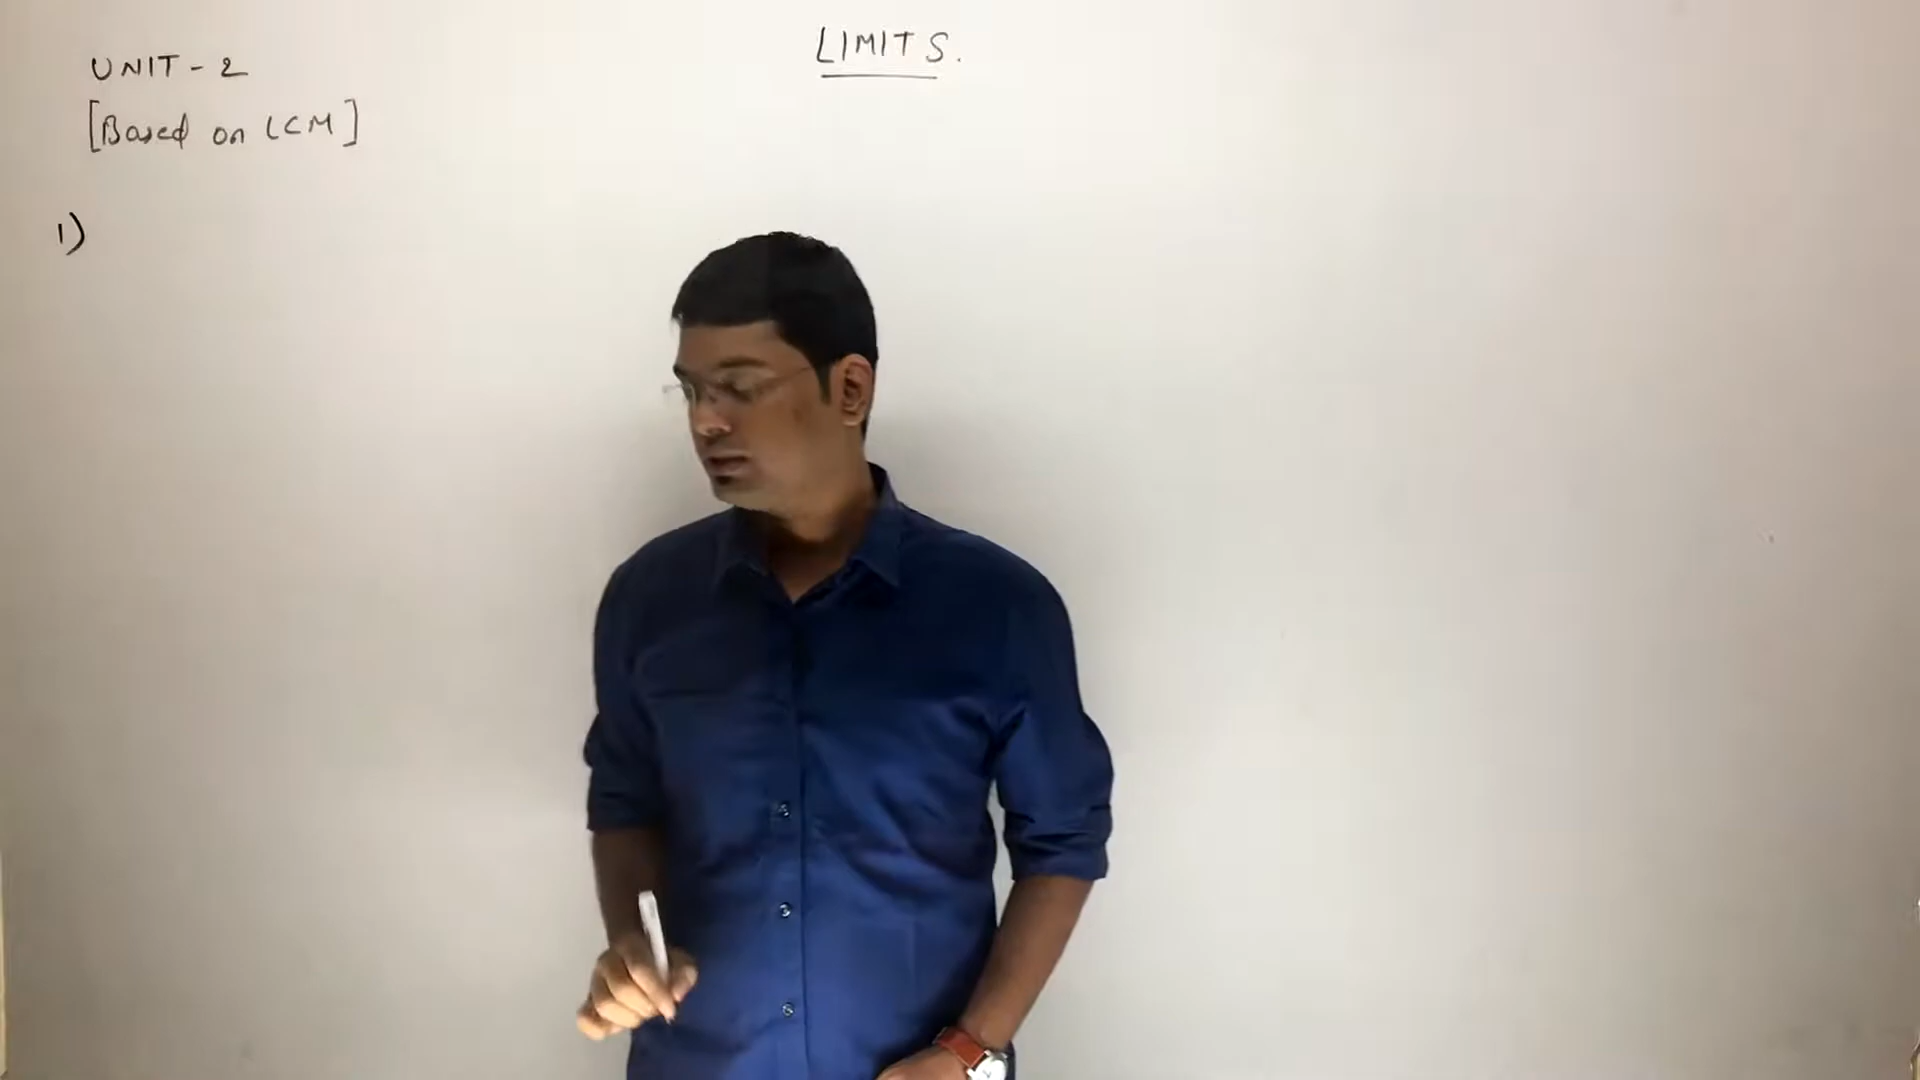 LIMITS.
UNIT - 2
[Based on LCM]
1)